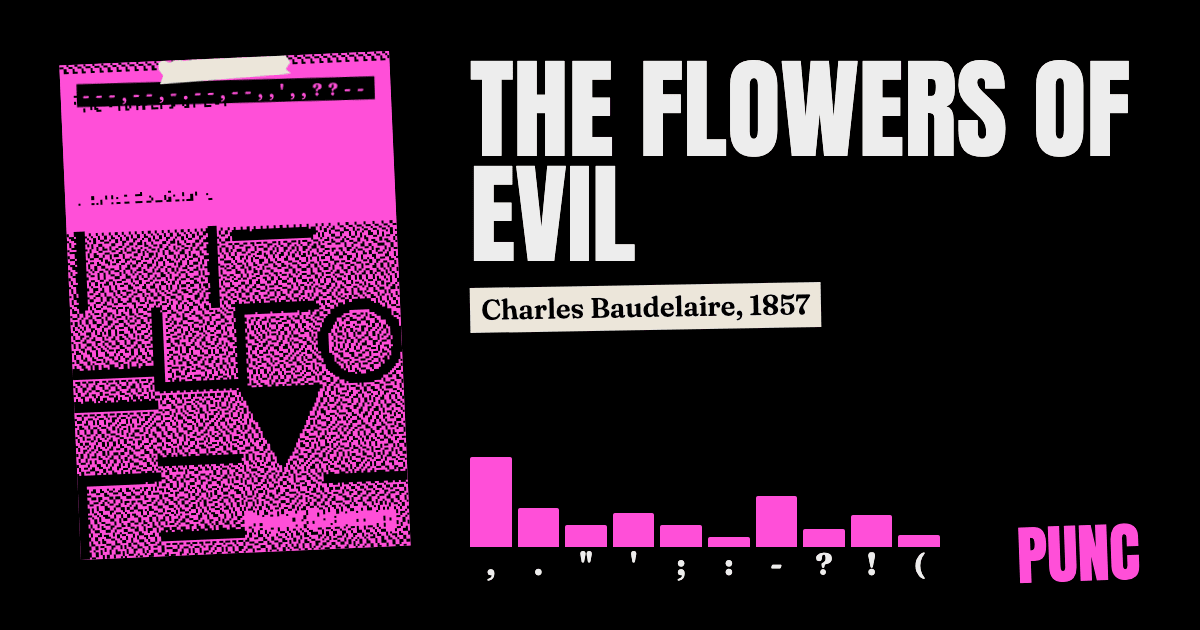 ---,--,-.--,--,,',,??--
THE FLOWERS OF
EVIL
Charles Baudelaire, 1857
, . " ' ; : - ? ! (
PUNC